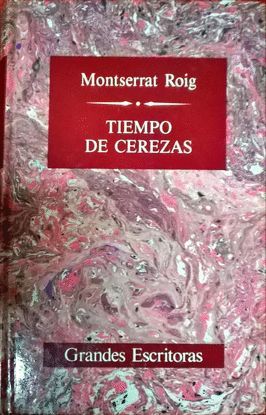 Montserrat Roig
TIEMPO
DE CEREZAS
Grandes Escritoras